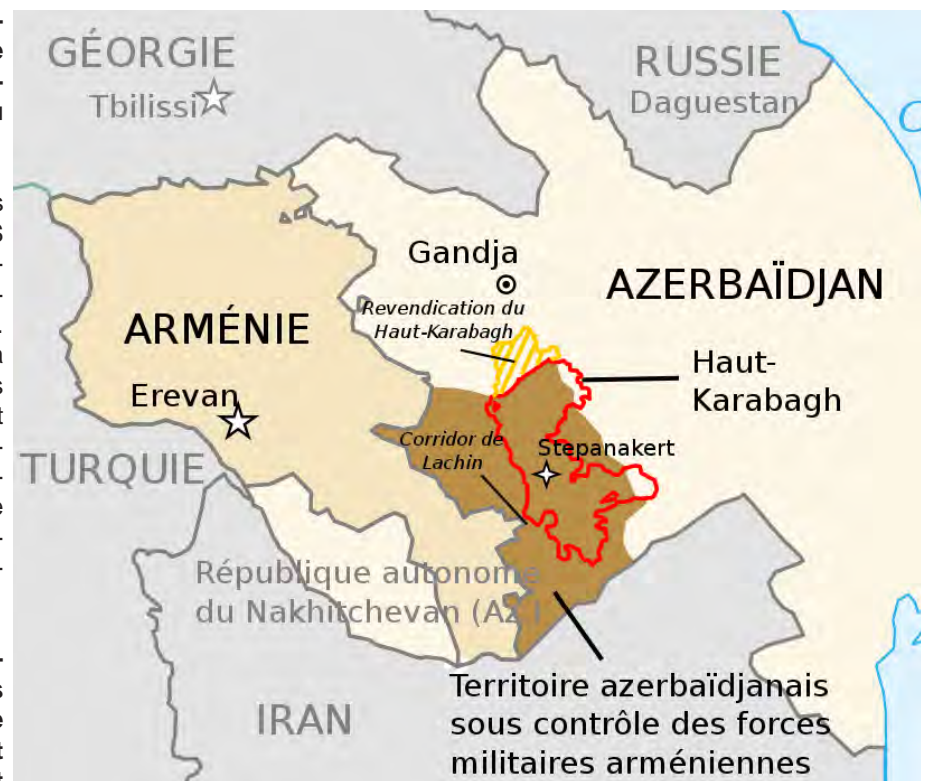 GÉORGIE
Tbilissi
RUSSIE
Daguestan
C
Gandja
AZERBAÏDJAN
Revendication du
Haut-Karabagh
ARMÉNIE
Haut-
Karabagh
Erevan
Corridor de
Lachin
Stepanakert
TURQUIE
République autonome
du Nakhitchevan (Az.)
Territoire azerbaïdjanais
sous contrôle des forces
militaires arméniennes
IRAN